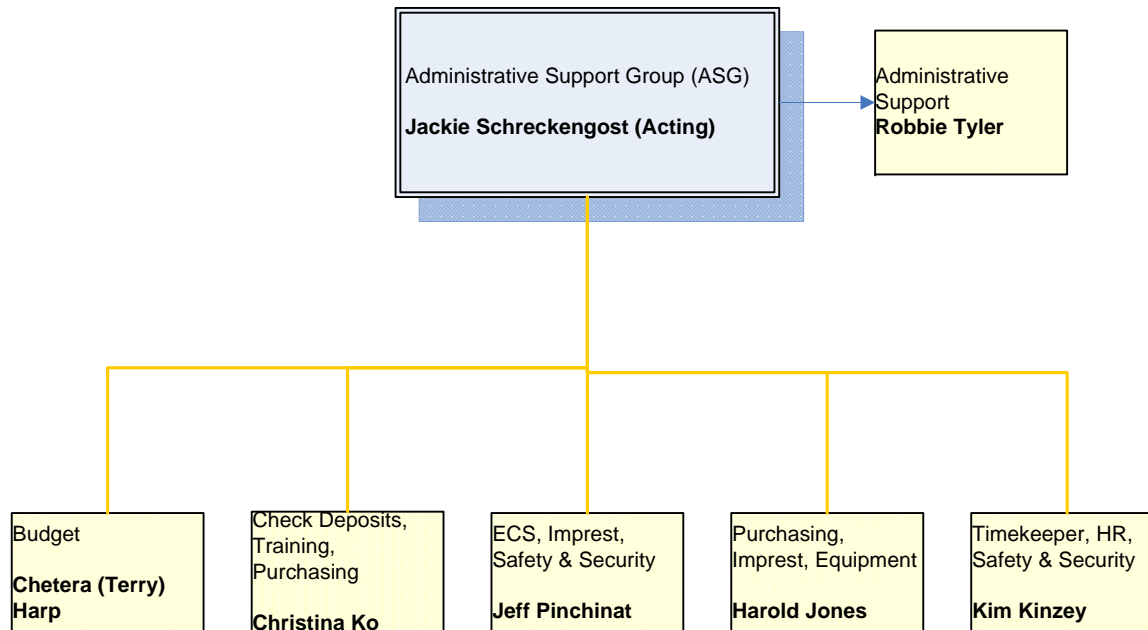 Administrative Support Group (ASG)
Jackie Schreckengost (Acting)
Administrative
Support
Robbie Tyler
Budget
Chetera (Terry)
Harp
Check Deposits,
Training,
Purchasing
Christina Ko
ECS, Imprest,
Safety & Security
Jeff Pinchinat
Purchasing,
Imprest, Equipment
Harold Jones
Timekeeper, HR,
Safety & Security
Kim Kinzey